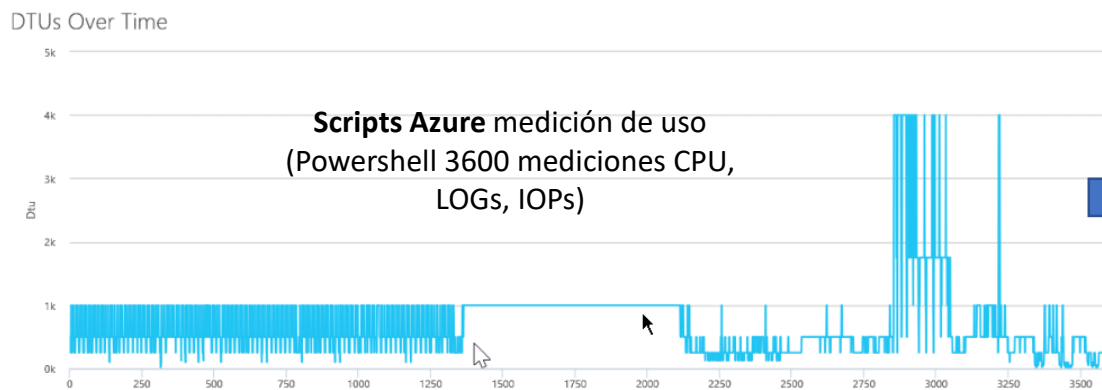 DTUs Over Time
5k
Scripts Azure medición de uso
4k
(Powershell 3600 mediciones CPU,
3k
LOGs, IOPs)
Dtu
2k
1k
0k
0 250 500 750 1000 1250 1500 1750 2000 2250 2500 2750 3000 3250 3500